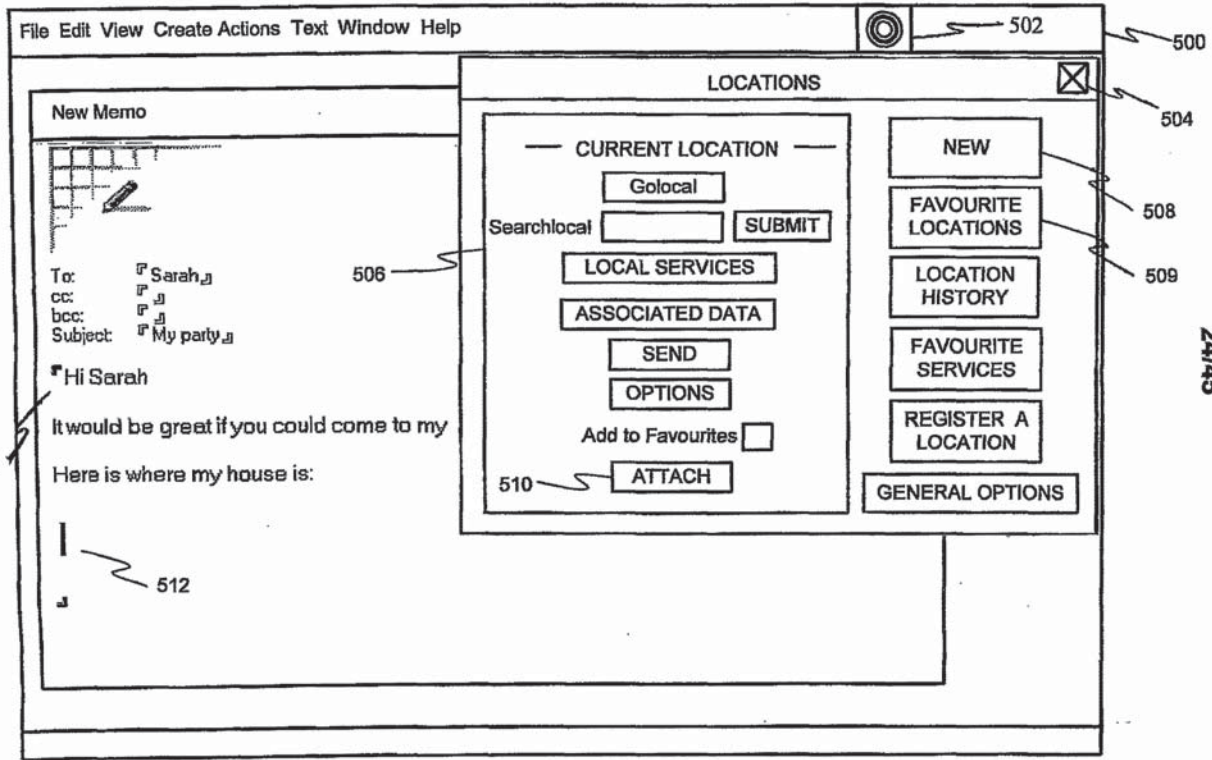 File Edit View Create Actions Text Window Help
502
500
LOCATIONS
504
New Memo
CURRENT LOCATION
Golocal
Searchlocal
SUBMIT
506
LOCAL SERVICES
ASSOCIATED DATA
SEND
OPTIONS
Add to Favourites
510
ATTACH
NEW
508
FAVOURITE
LOCATIONS
509
LOCATION
HISTORY
FAVOURITE
SERVICES
REGISTER A
LOCATION
GENERAL OPTIONS
To: Sarah
cc:
bcc:
Subject: My party
Hi Sarah
It would be great if you could come to my
Here is where my house is:
512
24/45